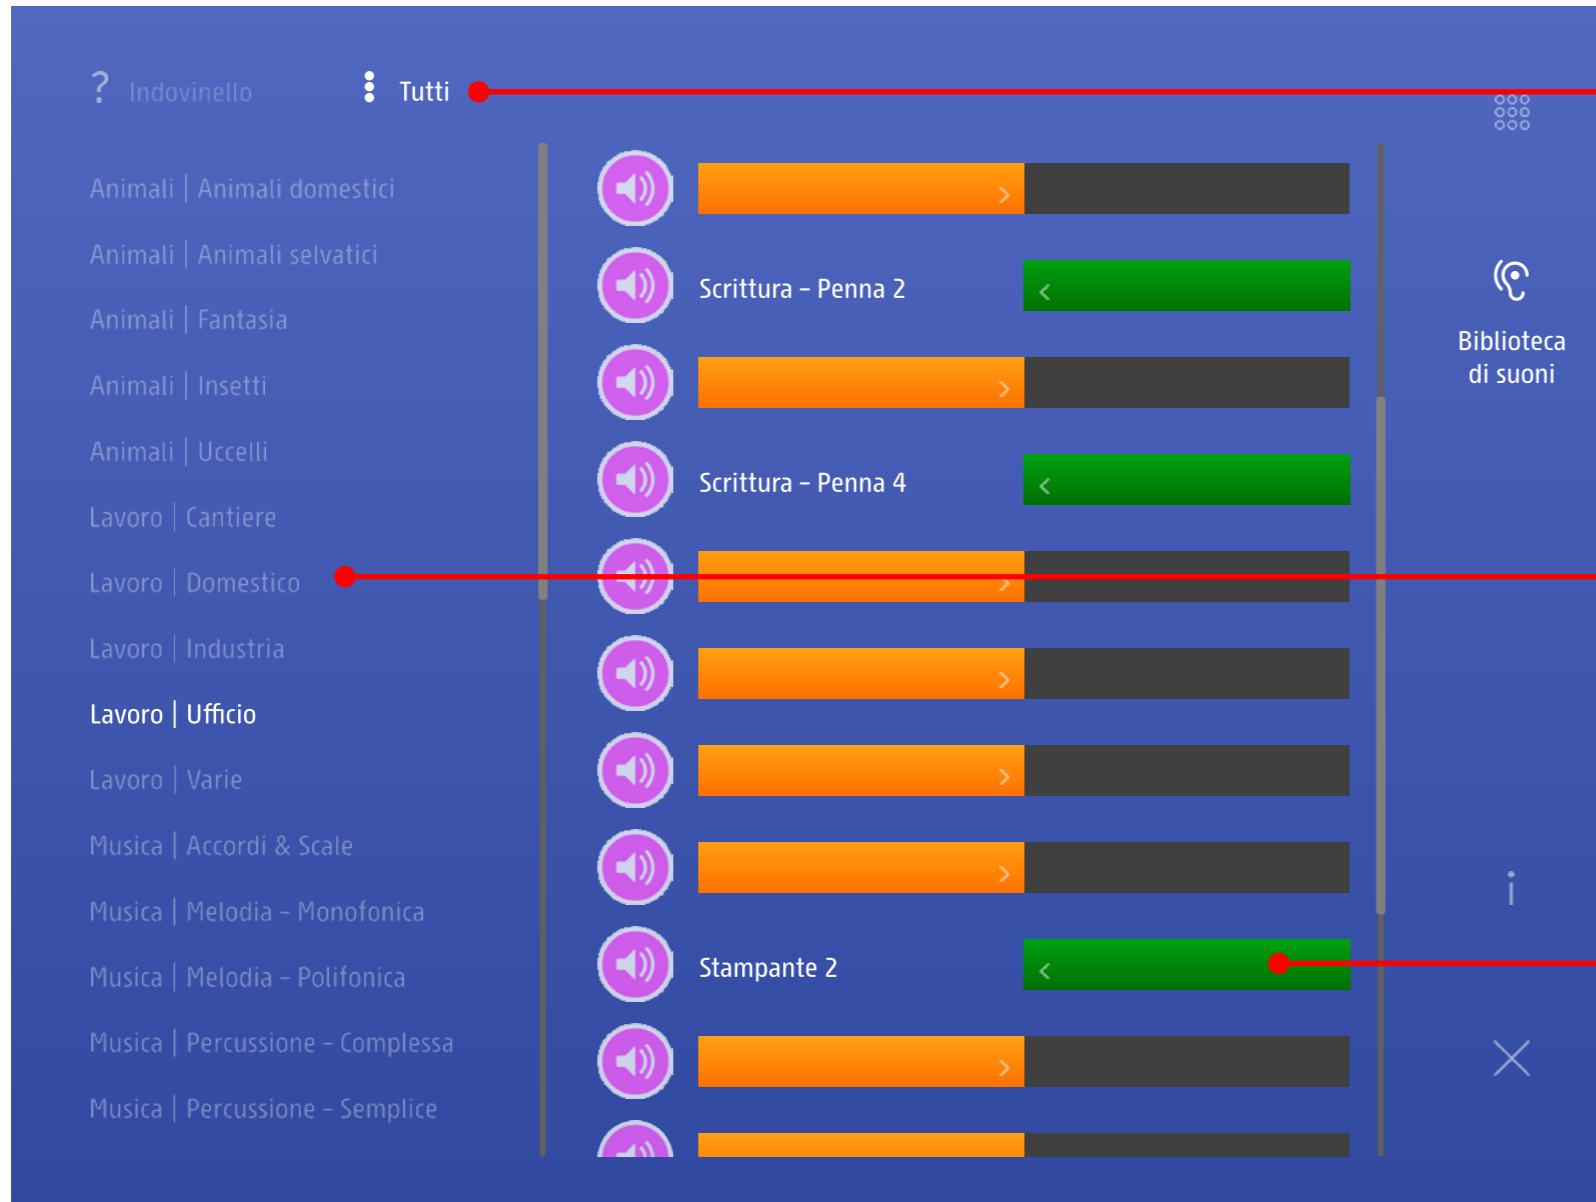 ? Indovinello
Tutti
Animali | Animali domestici
Animali | Animali selvatici
Animali | Fantasia
Animali | Insetti
Animali | Uccelli
Lavoro | Cantiere
Lavoro | Domestico
Lavoro | Industria
Lavoro | Ufficio
Lavoro | Varie
Musica | Accordi & Scale
Musica | Melodia – Monofonica
Musica | Melodia – Polifonica
Musica | Percussione – Complessa
Musica | Percussione – Semplice
Scrittura – Penna 2
Scrittura – Penna 4
Stampante 2
Biblioteca
di suoni
i